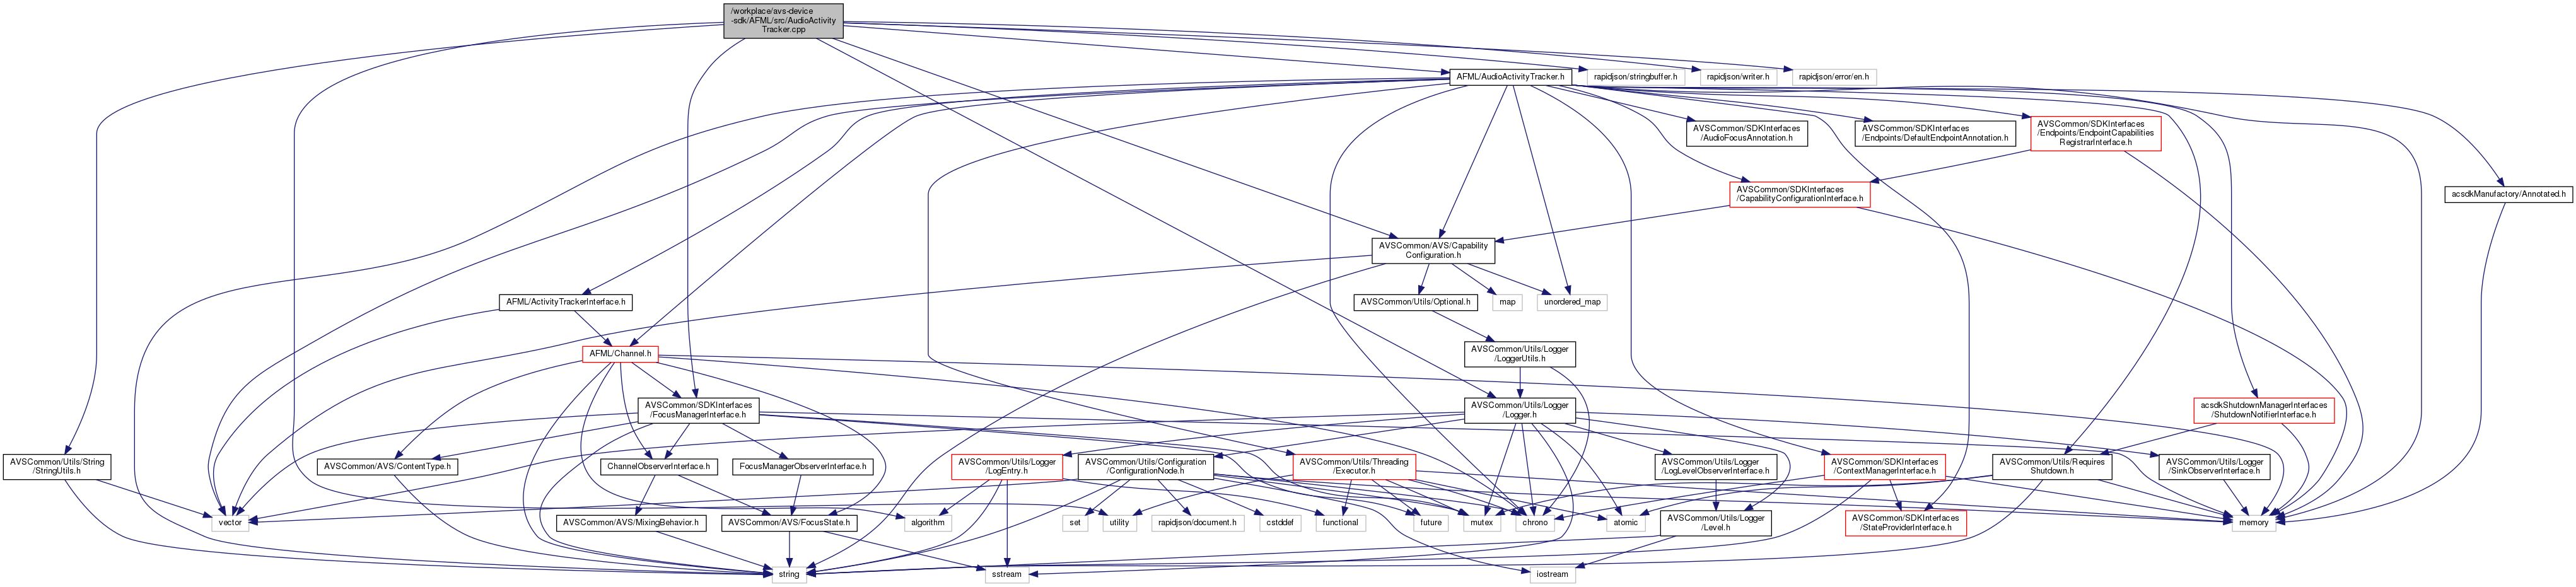 /workplace/avs-device
-sdk/AFML/src/AudioActivity
Tracker.cpp
AFML/AudioActivityTracker.h
rapidjson/stringbuffer.h
rapidjson/writer.h
rapidjson/error/en.h
AVSCommon/SDKInterfaces
/AudioFocusAnnotation.h
AVSCommon/SDKInterfaces
/Endpoints/DefaultEndpointAnnotation.h
AVSCommon/SDKInterfaces
/Endpoints/EndpointCapabilities
RegistrarInterface.h
AVSCommon/SDKInterfaces
/CapabilityConfigurationInterface.h
acsdkManufactory/Annotated.h
AVSCommon/AVS/Capability
Configuration.h
AFML/ActivityTrackerInterface.h
AVSCommon/Utils/Optional.h
map
unordered_map
AFML/Channel.h
AVSCommon/Utils/Logger
/LoggerUtils.h
AVSCommon/SDKInterfaces
/FocusManagerInterface.h
AVSCommon/Utils/Logger
/Logger.h
acsdkShutdownManagerInterfaces
/ShutdownNotifierInterface.h
AVSCommon/Utils/String
/StringUtils.h
AVSCommon/AVS/ContentType.h
ChannelObserverInterface.h
FocusManagerObserverInterface.h
AVSCommon/Utils/Logger
/LogEntry.h
AVSCommon/Utils/Configuration
/ConfigurationNode.h
AVSCommon/Utils/Threading
/Executor.h
AVSCommon/Utils/Logger
/LogLevelObserverInterface.h
AVSCommon/SDKInterfaces
/ContextManagerInterface.h
AVSCommon/Utils/Requires
Shutdown.h
AVSCommon/Utils/Logger
/SinkObserverInterface.h
vector
AVSCommon/AVS/MixingBehavior.h
AVSCommon/AVS/FocusState.h
algorithm
set
utility
rapidjson/document.h
cstddef
functional
future
mutex
chrono
atomic
AVSCommon/Utils/Logger
/Level.h
AVSCommon/SDKInterfaces
/StateProviderInterface.h
memory
string
sstream
iostream